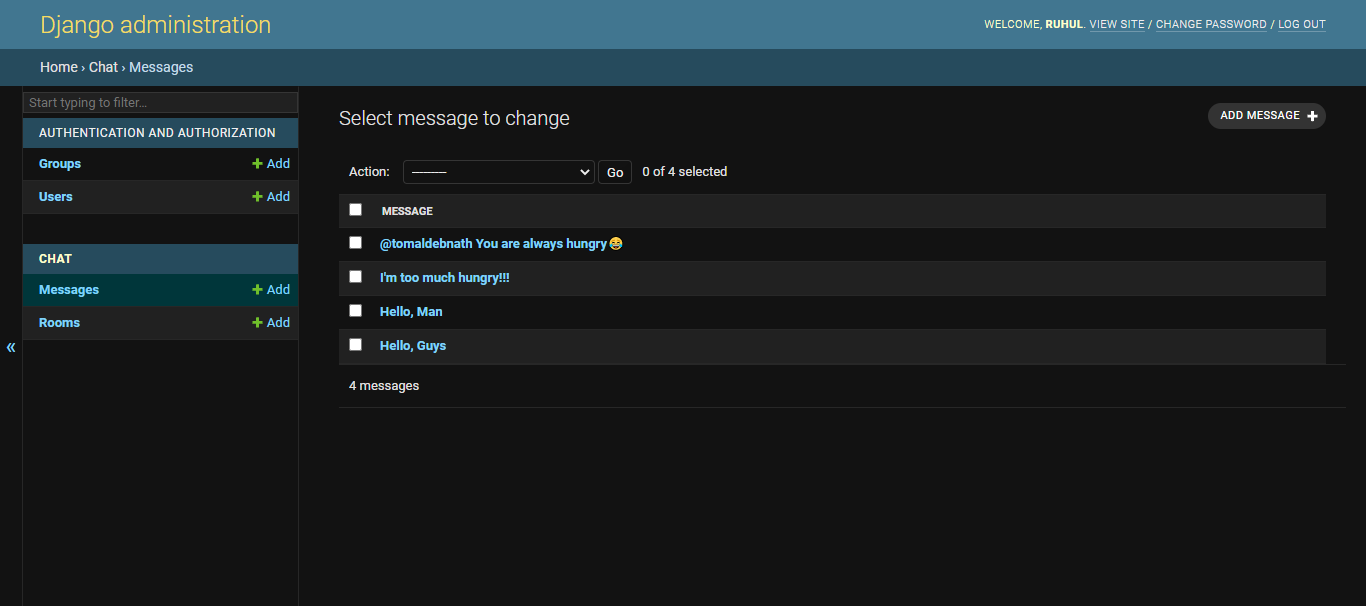 Django administration
WELCOME, RUHUL. VIEW SITE / CHANGE PASSWORD / LOG OUT
Home › Chat › Messages
Start typing to filter…
AUTHENTICATION AND AUTHORIZATION
Groups + Add
Users + Add
CHAT
Messages + Add
Rooms + Add
«
Select message to change
ADD MESSAGE +
Action: --------- Go 0 of 4 selected
MESSAGE
@tomaldebnath You are always hungry😂
I'm too much hungry!!!
Hello, Man
Hello, Guys
4 messages